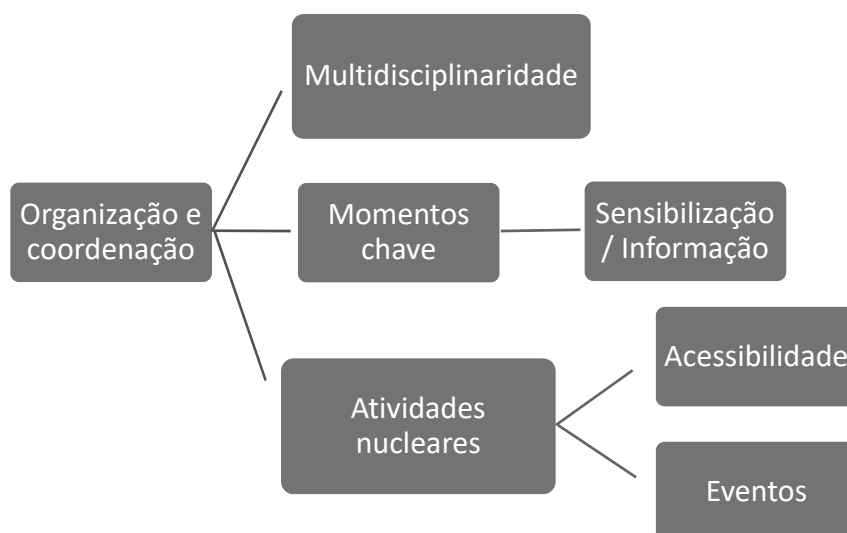 Multidisciplinaridade
Organização e
coordenação
Momentos
chave
Sensibilização
/ Informação
Acessibilidade
Atividades
nucleares
Eventos